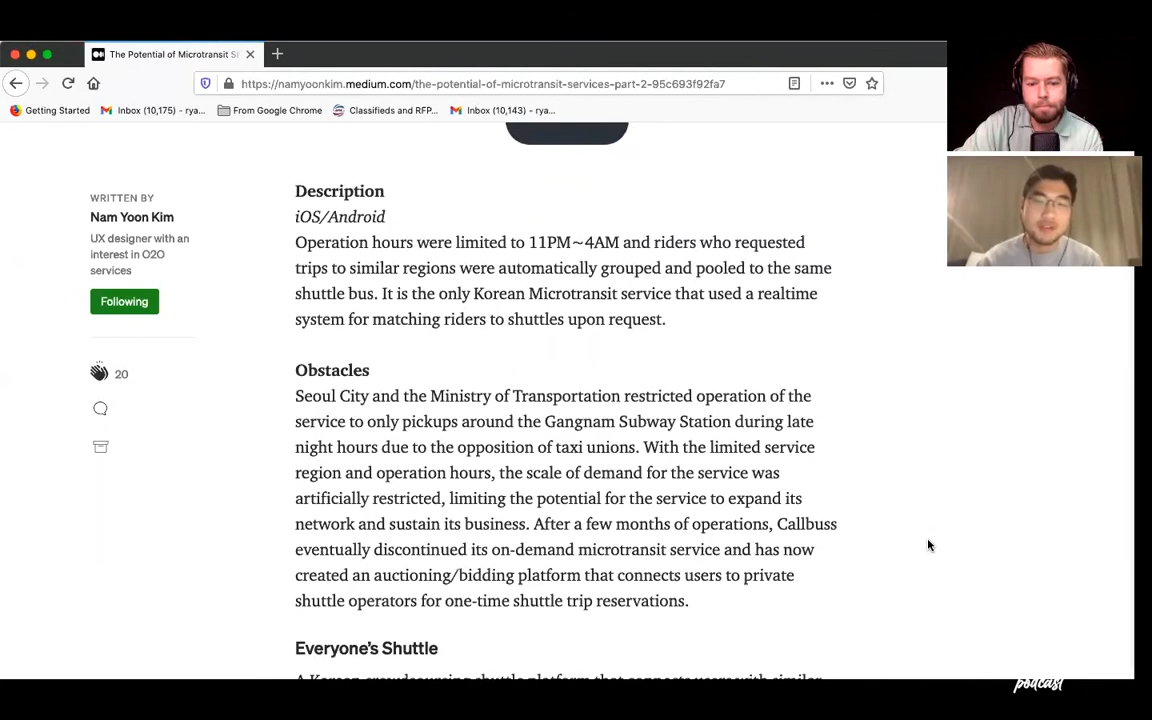 The Potential of Microtransit S
https://namyoonkim.medium.com/the-potential-of-microtransit-services-part-2-95c693f92fa7
Getting Started
Inbox (10,175) - rya...
From Google Chrome
Classifieds and RFP...
Inbox (10,143) - rya...
WRITTEN BY
Nam Yoon Kim
UX designer with an
interest in O2O
services
Following
20
Description
iOS/Android
Operation hours were limited to 11PM~4AM and riders who requested
trips to similar regions were automatically grouped and pooled to the same
shuttle bus. It is the only Korean Microtransit service that used a realtime
system for matching riders to shuttles upon request.
Obstacles
Seoul City and the Ministry of Transportation restricted operation of the
service to only pickups around the Gangnam Subway Station during late
night hours due to the opposition of taxi unions. With the limited service
region and operation hours, the scale of demand for the service was
artificially restricted, limiting the potential for the service to expand its
network and sustain its business. After a few months of operations, Callbuss
eventually discontinued its on-demand microtransit service and has now
created an auctioning/bidding platform that connects users to private
shuttle operators for one-time shuttle trip reservations.
Everyone's Shuttle
A Korean crowdsourcing shuttle platform that connects users with similar
podcast